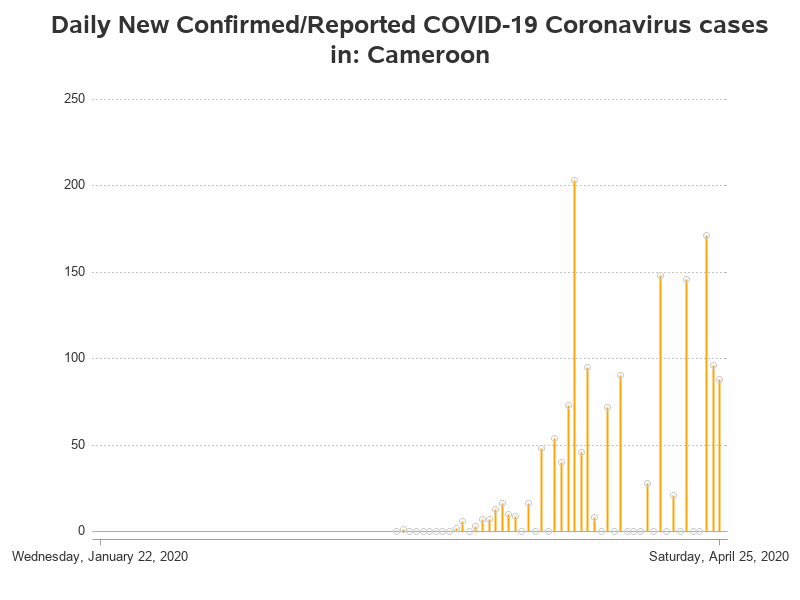 Daily New Confirmed/Reported COVID-19 Coronavirus cases
in: Cameroon
250
200
150
100
50
0
Wednesday, January 22, 2020
Saturday, April 25, 2020